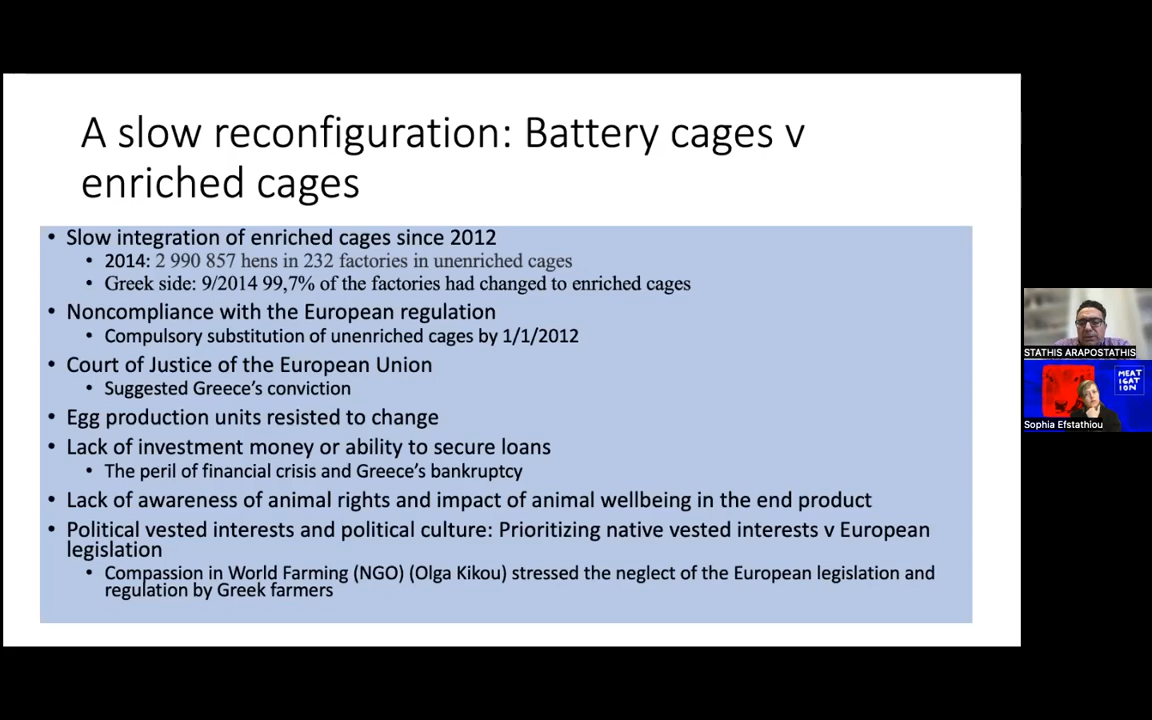 A slow reconfiguration: Battery cages v
enriched cages
• Slow integration of enriched cages since 2012
• 2014: 2 990 857 hens in 232 factories in unenriched cages
• Greek side: 9/2014 99,7% of the factories had changed to enriched cages
• Noncompliance with the European regulation
• Compulsory substitution of unenriched cages by 1/1/2012
• Court of Justice of the European Union
• Suggested Greece’s conviction
• Egg production units resisted to change
• Lack of investment money or ability to secure loans
• The peril of financial crisis and Greece’s bankruptcy
• Lack of awareness of animal rights and impact of animal wellbeing in the end product
• Political vested interests and political culture: Prioritizing native vested interests v European
legislation
• Compassion in World Farming (NGO) (Olga Kikou) stressed the neglect of the European legislation and
regulation by Greek farmers
STATHIS ARAPOSTATHIS
MEAT
IGAT
ION
Sophia Efstathiou